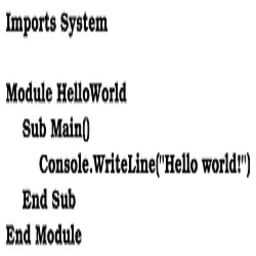 Imports System
Module HelloWorld
Sub Main()
Console.WriteLine("Hello world!")
End Sub
End Module